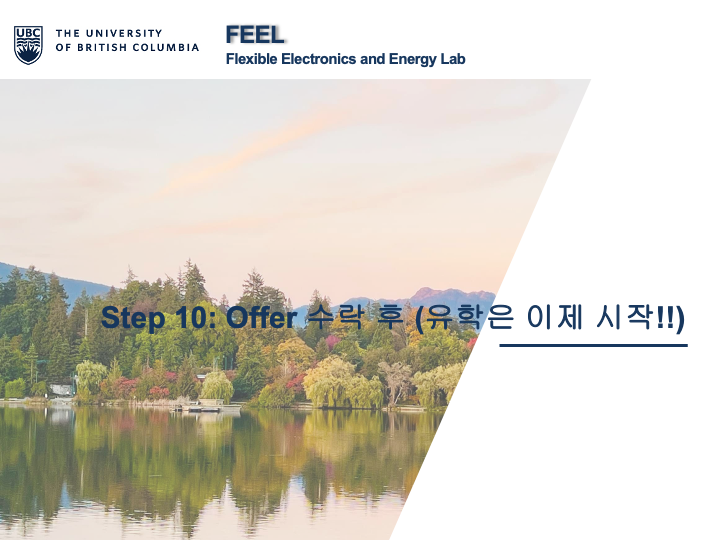 UBC
THE UNIVERSITY
OF BRITISH COLUMBIA
FEEL
Flexible Electronics and Energy Lab
Step 10: Offer 수락 후 (유학은 이제 시작!!)